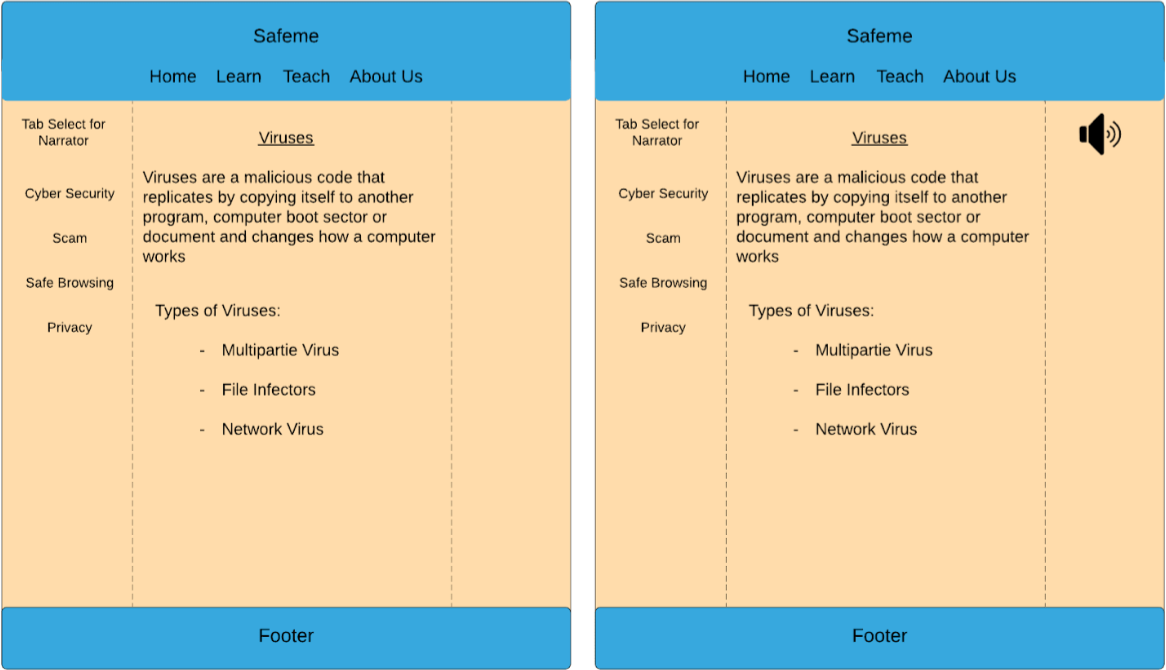 Safeme
Home Learn Teach About Us
Tab Select for
Narrator
Cyber Security
Scam
Safe Browsing
Privacy
Viruses
Viruses are a malicious code that
replicates by copying itself to another
program, computer boot sector or
document and changes how a computer
works
Types of Viruses:
- Multipartie Virus
- File Infectors
- Network Virus
Footer
Safeme
Home Learn Teach About Us
Tab Select for
Narrator
Cyber Security
Scam
Safe Browsing
Privacy
Viruses
Viruses are a malicious code that
replicates by copying itself to another
program, computer boot sector or
document and changes how a computer
works
Types of Viruses:
- Multipartie Virus
- File Infectors
- Network Virus
Footer